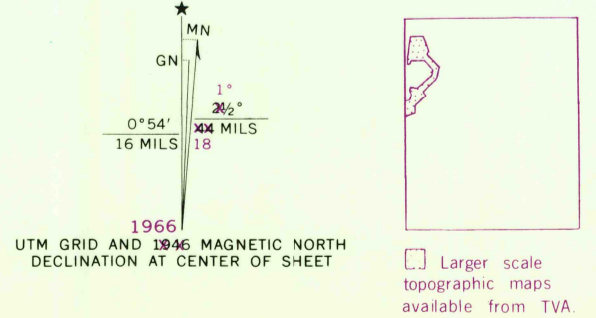 MN
GN
1°
2½°
0°54'
16 MILS
44 MILS
18
1966
UTM GRID AND 1946 MAGNETIC NORTH
DECLINATION AT CENTER OF SHEET
Larger scale
topographic maps
available from TVA.